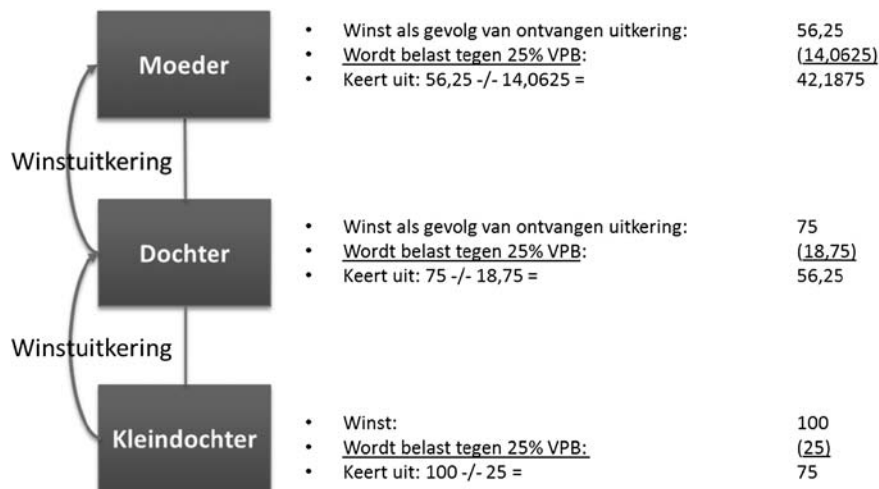 Moeder
• Winst als gevolg van ontvangen uitkering: 56,25
• Wordt belast tegen 25% VPB: (14,0625)
• Keert uit: 56,25 -/- 14,0625 = 42,1875
Winstuitkering
Dochter
• Winst als gevolg van ontvangen uitkering: 75
• Wordt belast tegen 25% VPB: (18,75)
• Keert uit: 75 -/- 18,75 = 56,25
Winstuitkering
Kleindochter
• Winst: 100
• Wordt belast tegen 25% VPB: (25)
• Keert uit: 100 -/- 25 = 75